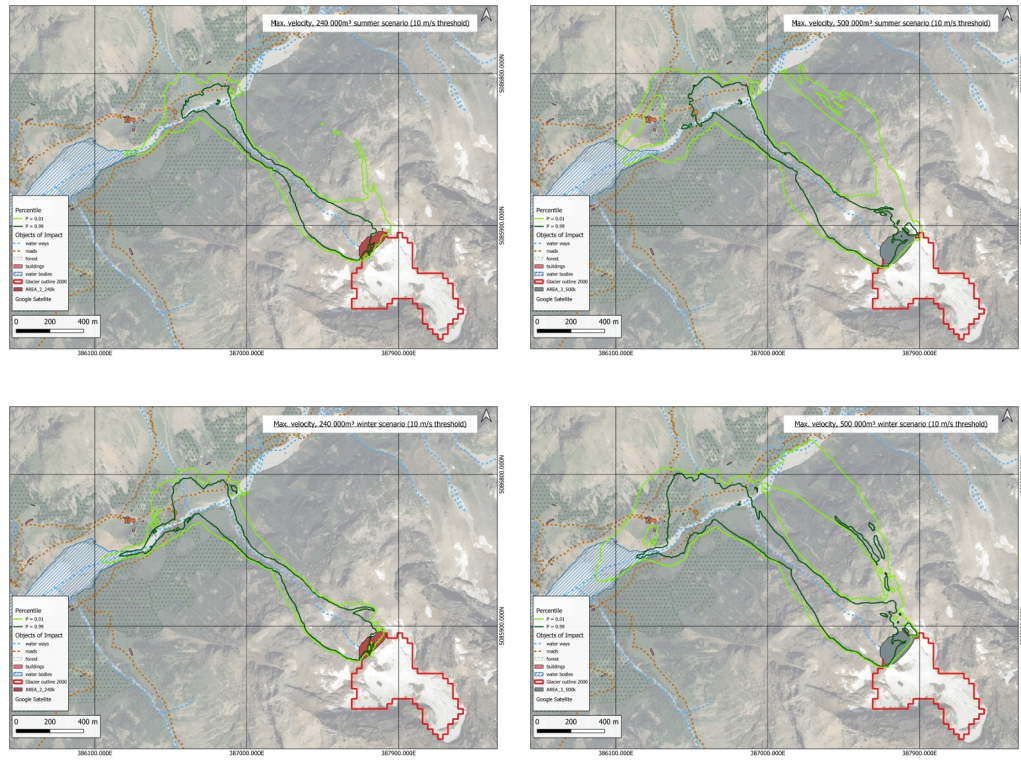 Max. velocity, 240 000m³ summer scenario (10 m/s threshold)
5086800.000N
5085900.000N
Percentile
P = 0.01
P = 0.99
Objects of Impact
water ways
roads
forest
buildings
water bodies
Glacier outline 2000
AREA_2_240k
Google Satellite
0 200 400 m
386100.000E 387000.000E 387900.000E
Max. velocity, 500 000m³ summer scenario (10 m/s threshold)
5086800.000N
5085900.000N
Percentile
P = 0.01
P = 0.99
Objects of Impact
water ways
roads
forest
buildings
water bodies
Glacier outline 2000
AREA_3_500k
Google Satellite
0 200 400 m
386100.000E 387000.000E 387900.000E
Max. velocity, 240 000m³ winter scenario (10 m/s threshold)
5086800.000N
5085900.000N
Percentile
P = 0.01
P = 0.99
Objects of Impact
water ways
roads
forest
buildings
water bodies
Glacier outline 2000
AREA_2_240k
Google Satellite
0 200 400 m
386100.000E 387000.000E 387900.000E
Max. velocity, 500 000m³ winter scenario (10 m/s threshold)
5086800.000N
5085900.000N
Percentile
P = 0.01
P = 0.99
Objects of Impact
water ways
roads
forest
buildings
water bodies
Glacier outline 2000
AREA_3_500k
Google Satellite
0 200 400 m
386100.000E 387000.000E 387900.000E